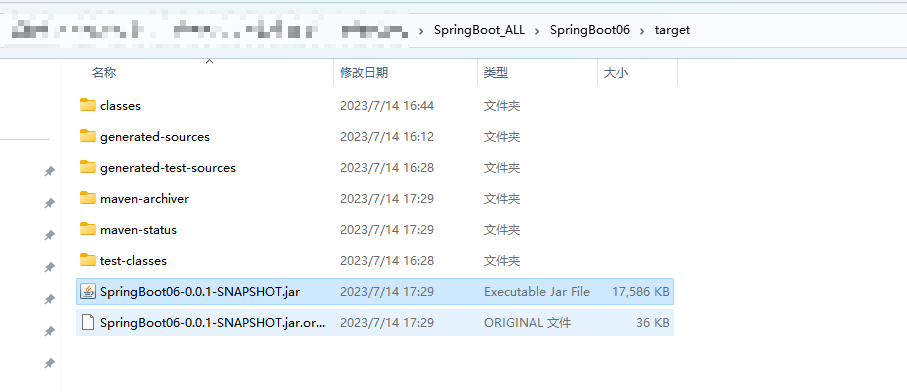 SpringBoot_ALL > SpringBoot06 > target
名称 修改日期 类型 大小
classes 2023/7/14 16:44 文件夹
generated-sources 2023/7/14 16:12 文件夹
generated-test-sources 2023/7/14 16:28 文件夹
maven-archiver 2023/7/14 17:29 文件夹
maven-status 2023/7/14 17:29 文件夹
test-classes 2023/7/14 16:28 文件夹
SpringBoot06-0.0.1-SNAPSHOT.jar 2023/7/14 17:29 Executable Jar File 17,586 KB
SpringBoot06-0.0.1-SNAPSHOT.jar.or... 2023/7/14 17:29 ORIGINAL 文件 36 KB